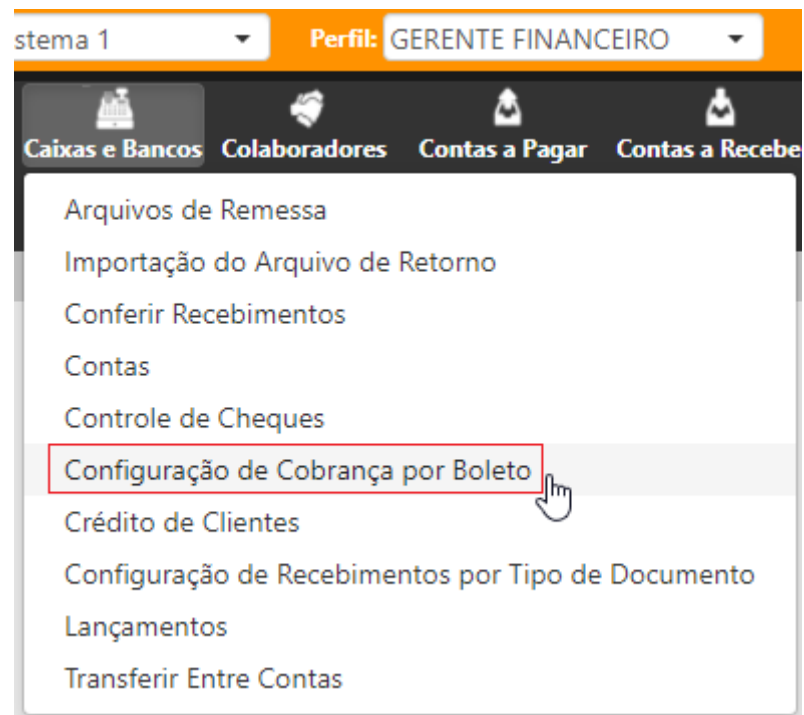 stema 1 Perfil: GERENTE FINANCEIRO
Caixas e Bancos Colaboradores Contas a Pagar Contas a Recebe
Arquivos de Remessa
Importação do Arquivo de Retorno
Conferir Recebimentos
Contas
Controle de Cheques
Configuração de Cobrança por Boleto
Crédito de Clientes
Configuração de Recebimentos por Tipo de Documento
Lançamentos
Transferir Entre Contas